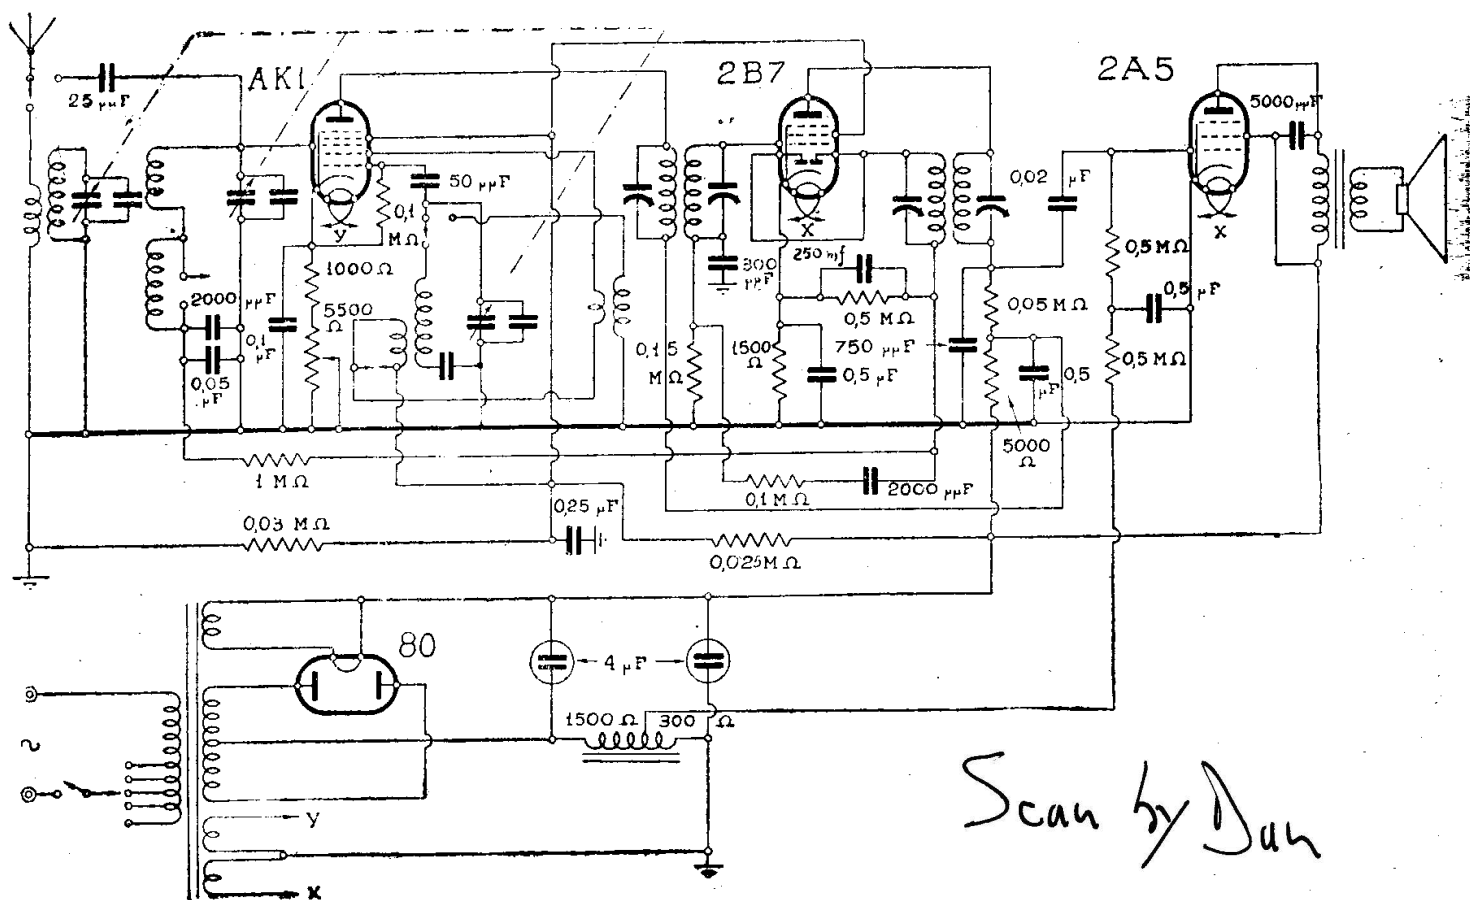 AK1
2B7
2A5
25 μμF
5000 μμF
50 μμF
0,02 μF
0,1 MΩ
Y
X
X
250 mf
300 μμF
0,5 MΩ
1000 Ω
2000 μμF
5500 Ω
0,05 MΩ
0,5 μF
0,5 MΩ
0,1 μF
0,15 MΩ
1500 Ω
750 μμF
0,5 MΩ
0,05 μF
0,5 μF
0,5 μF
5000 Ω
1 MΩ
0,1 MΩ
2000 μμF
0,25 μF
0,03 MΩ
0,025 MΩ
80
4 μF
1500 Ω 300 Ω
Y
X
Scan by Dan